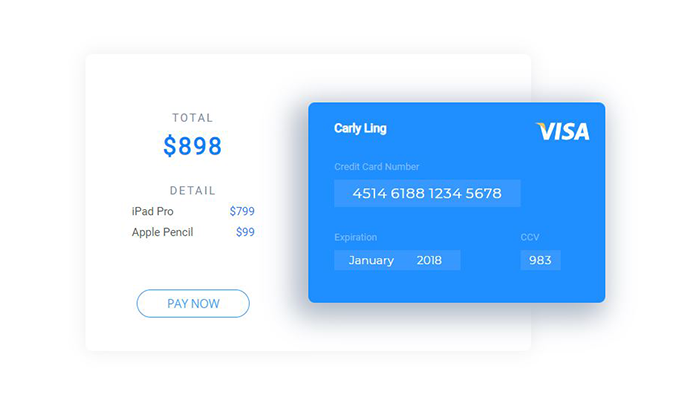 TOTAL
$898
DETAIL
iPad Pro $799
Apple Pencil $99
PAY NOW
Carly Ling
VISA
Credit Card Number
4514 6188 1234 5678
Expiration CCV
January 2018 983